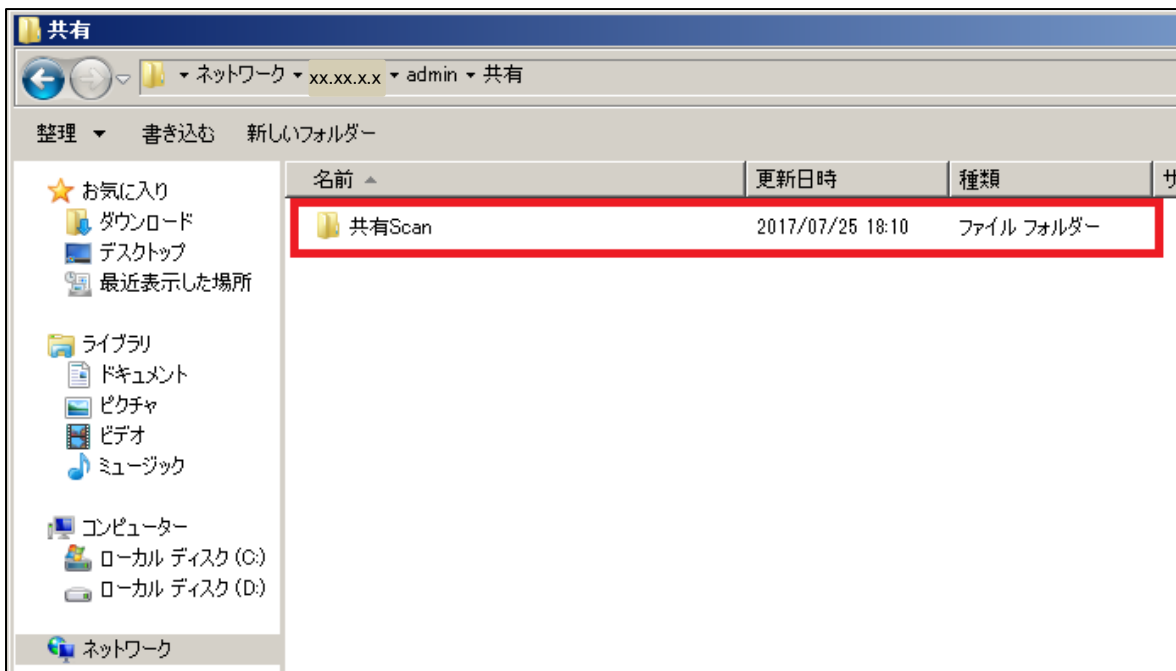 共有
ネットワーク xx.xx.x.x admin 共有
整理 書き込む 新しいフォルダー
名前 更新日時 種類 サ
共有Scan 2017/07/25 18:10 ファイル フォルダー
お気に入り
ダウンロード
デスクトップ
最近表示した場所
ライブラリ
ドキュメント
ピクチャ
ビデオ
ミュージック
コンピューター
ローカル ディスク (C:)
ローカル ディスク (D:)
ネットワーク